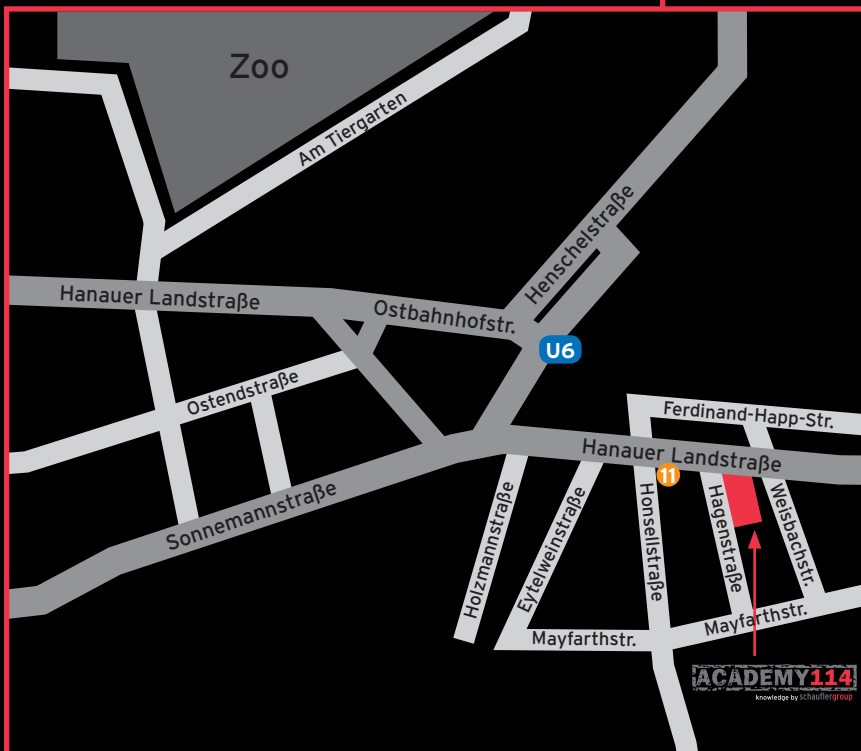 Zoo
Am Tiergarten
Henschelstraße
Hanauer Landstraße
Ostbahnhofstr.
U6
Ostendstraße
Ferdinand-Happ-Str.
Hanauer Landstraße
11
Sonnemannstraße
Holzmannstraße
Eytelweinstraße
Honsellstraße
Hagenstraße
Weisbachstr.
Mayfarthstr.
Mayfarthstr.
ACADEMY114
knowledge by schauflergroup